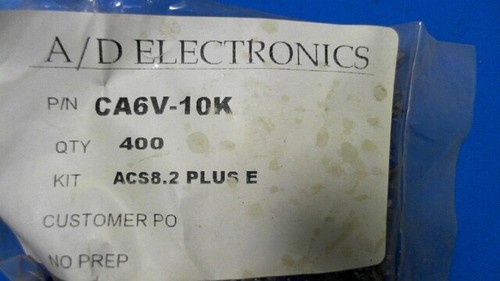 A/D ELECTRONICS
P/N CA6V-10K
QTY 400
KIT ACS8.2 PLUS E
CUSTOMER PO
NO PREP